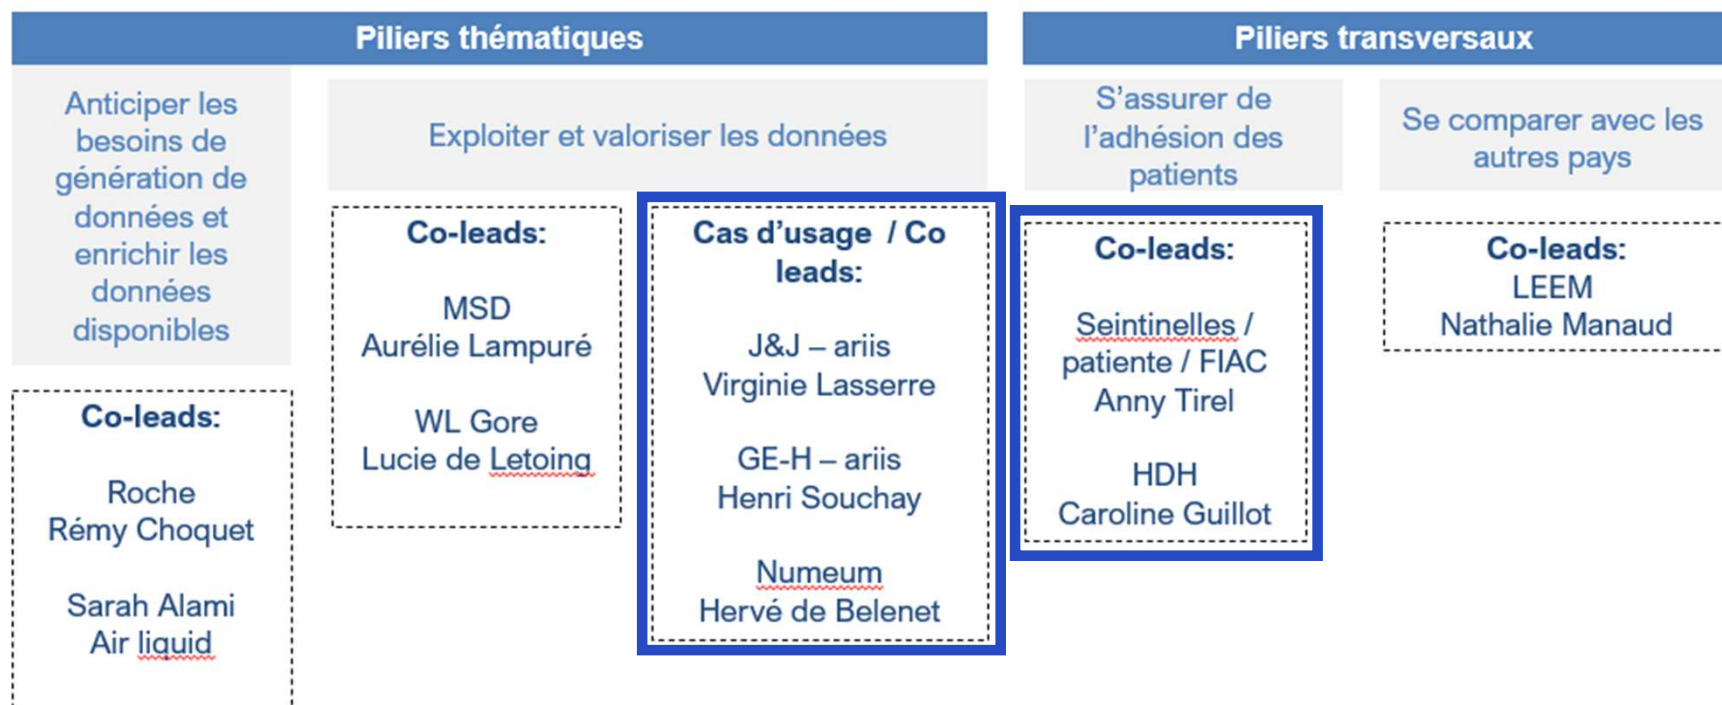 Piliers thématiques
Anticiper les
besoins de
génération de
données et
enrichir les
données
disponibles
Co-leads:
Roche
Rémy Choquet
Sarah Alami
Air liquid
Exploiter et valoriser les données
Co-leads:
MSD
Aurélie Lampuré
WL Gore
Lucie de Letoing
Cas d’usage / Co
leads:
J&J – ariis
Virginie Lasserre
GE-H – ariis
Henri Souchay
Numeum
Hervé de Belenet
Piliers transversaux
S’assurer de
l’adhésion des
patients
Co-leads:
Seintinelles /
patiente / FIAC
Anny Tirel
HDH
Caroline Guillot
Se comparer avec les
autres pays
Co-leads:
LEEM
Nathalie Manaud